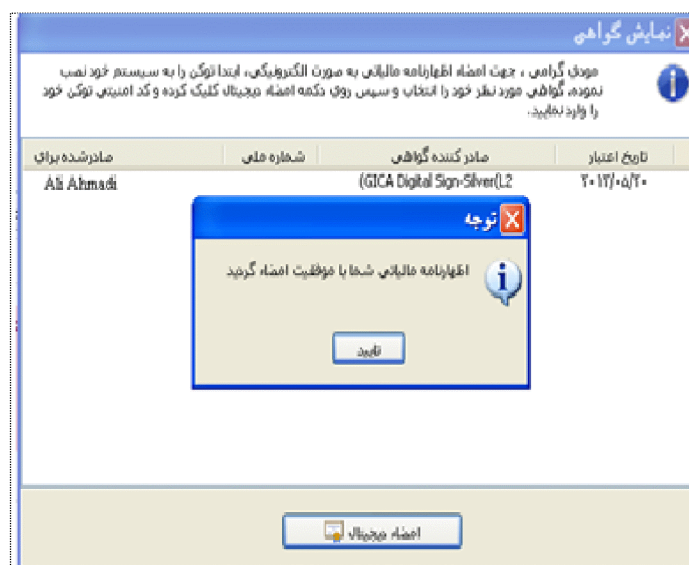 نمایش گواهی
مودی گرامی ، جهت امضاء اظهارنامه مالیاتی به صورت الکترونیکی، ابتدا توکن را به سیستم خود نصب
نموده، گواهی مورد نظر خود را انتخاب و سپس روی دکمه امضاء دیجیتال کلیک کرده و کد امنیتی توکن خود
را وارد نمایید.
تاریخ اعتبار صادر کننده گواهی شماره ملی صادرشده برای
۲۰۱۳/۰۵/۲۰ (GICA Digital Sign-Silver(L2 Ali Ahmadi
توجه
اظهارنامه مالیاتی شما با موفقیت امضاء گردید
تایید
امضاء دیجیتال